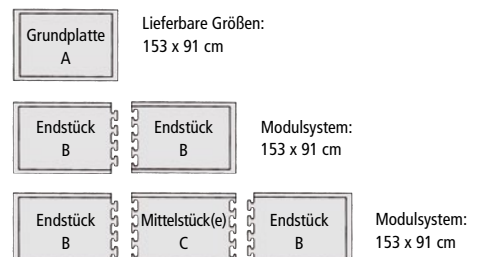 Grundplatte
A
Lieferbare Größen:
153 x 91 cm
Endstück
B
Endstück
B
Modulsystem:
153 x 91 cm
Endstück
B
Mittelstück(e)
C
Endstück
B
Modulsystem:
153 x 91 cm